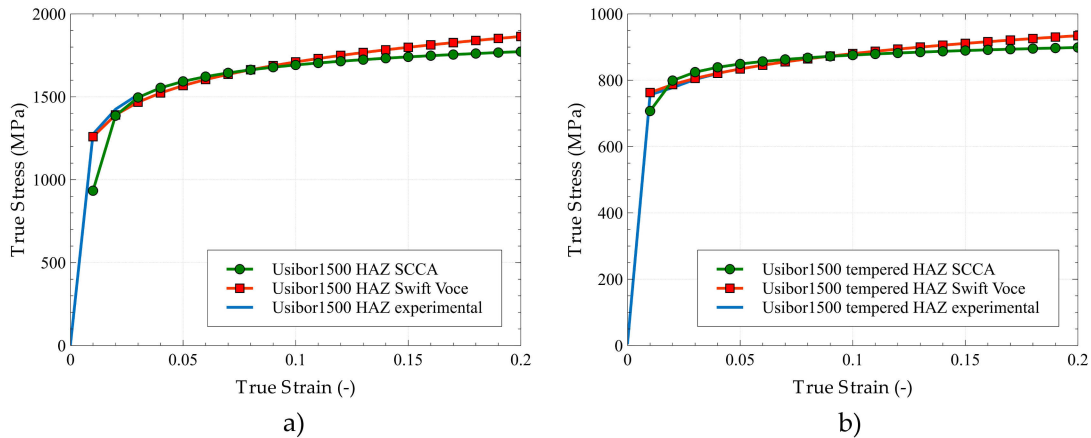 2000
1500
1000
500
0
True Stress (MPa)
Usibor1500 HAZ SCCA
Usibor1500 HAZ Swift Voce
Usibor1500 HAZ experimental
0 0.05 0.1 0.15 0.2
True Strain (-)
a)
1000
800
600
400
200
0
True Stress (MPa)
Usibor1500 tempered HAZ SCCA
Usibor1500 tempered HAZ Swift Voce
Usibor1500 tempered HAZ experimental
0 0.05 0.1 0.15 0.2
True Strain (-)
b)